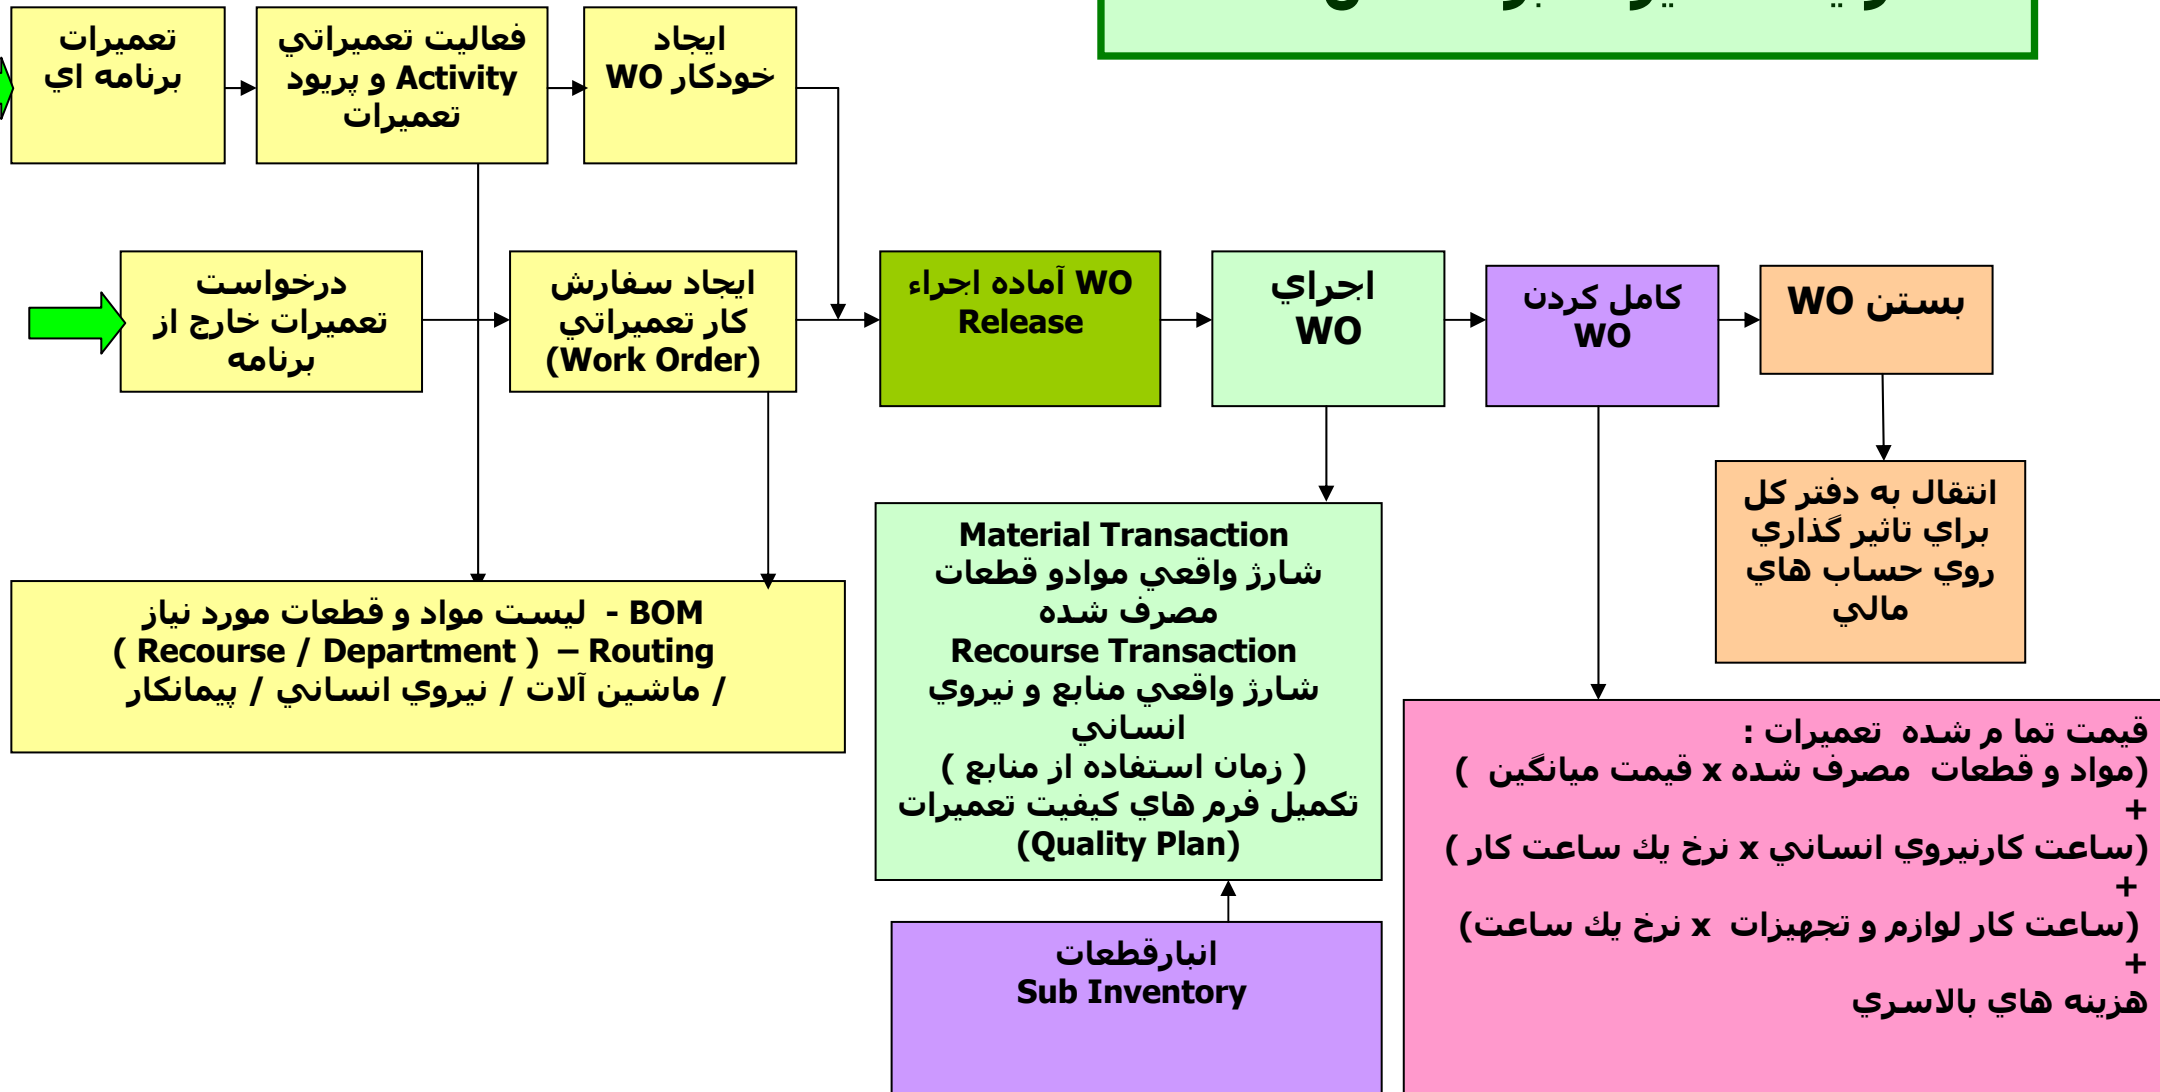 تعميرات
برنامه اي
فعاليت تعميراتي
Activity و پريود
تعميرات
ايجاد
خودكار WO
درخواست
تعميرات خارج از
برنامه
ايجاد سفارش
كار تعميراتي
(Work Order)
WO آماده اجراء
Release
اجراي
WO
كامل كردن
WO
بستن WO
انتقال به دفتر كل
براي تاثير گذاري
روي حساب هاي
مالي
BOM - ليست مواد و قطعات مورد نياز
( Recourse / Department ) – Routing
/ ماشين آلات / نيروي انساني / پيمانكار
Material Transaction
شارژ واقعي موادو قطعات
مصرف شده
Recourse Transaction
شارژ واقعي منابع و نيروي
انساني
( زمان استفاده از منابع )
تكميل فرم هاي كيفيت تعميرات
(Quality Plan)
انبارقطعات
Sub Inventory
قيمت تما م شده تعميرات :
(مواد و قطعات مصرف شده x قيمت ميانگين )
+
(ساعت كارنيروي انساني x نرخ يك ساعت كار )
+
(ساعت كار لوازم و تجهيزات x نرخ يك ساعت)
+
هزينه هاي بالاسري